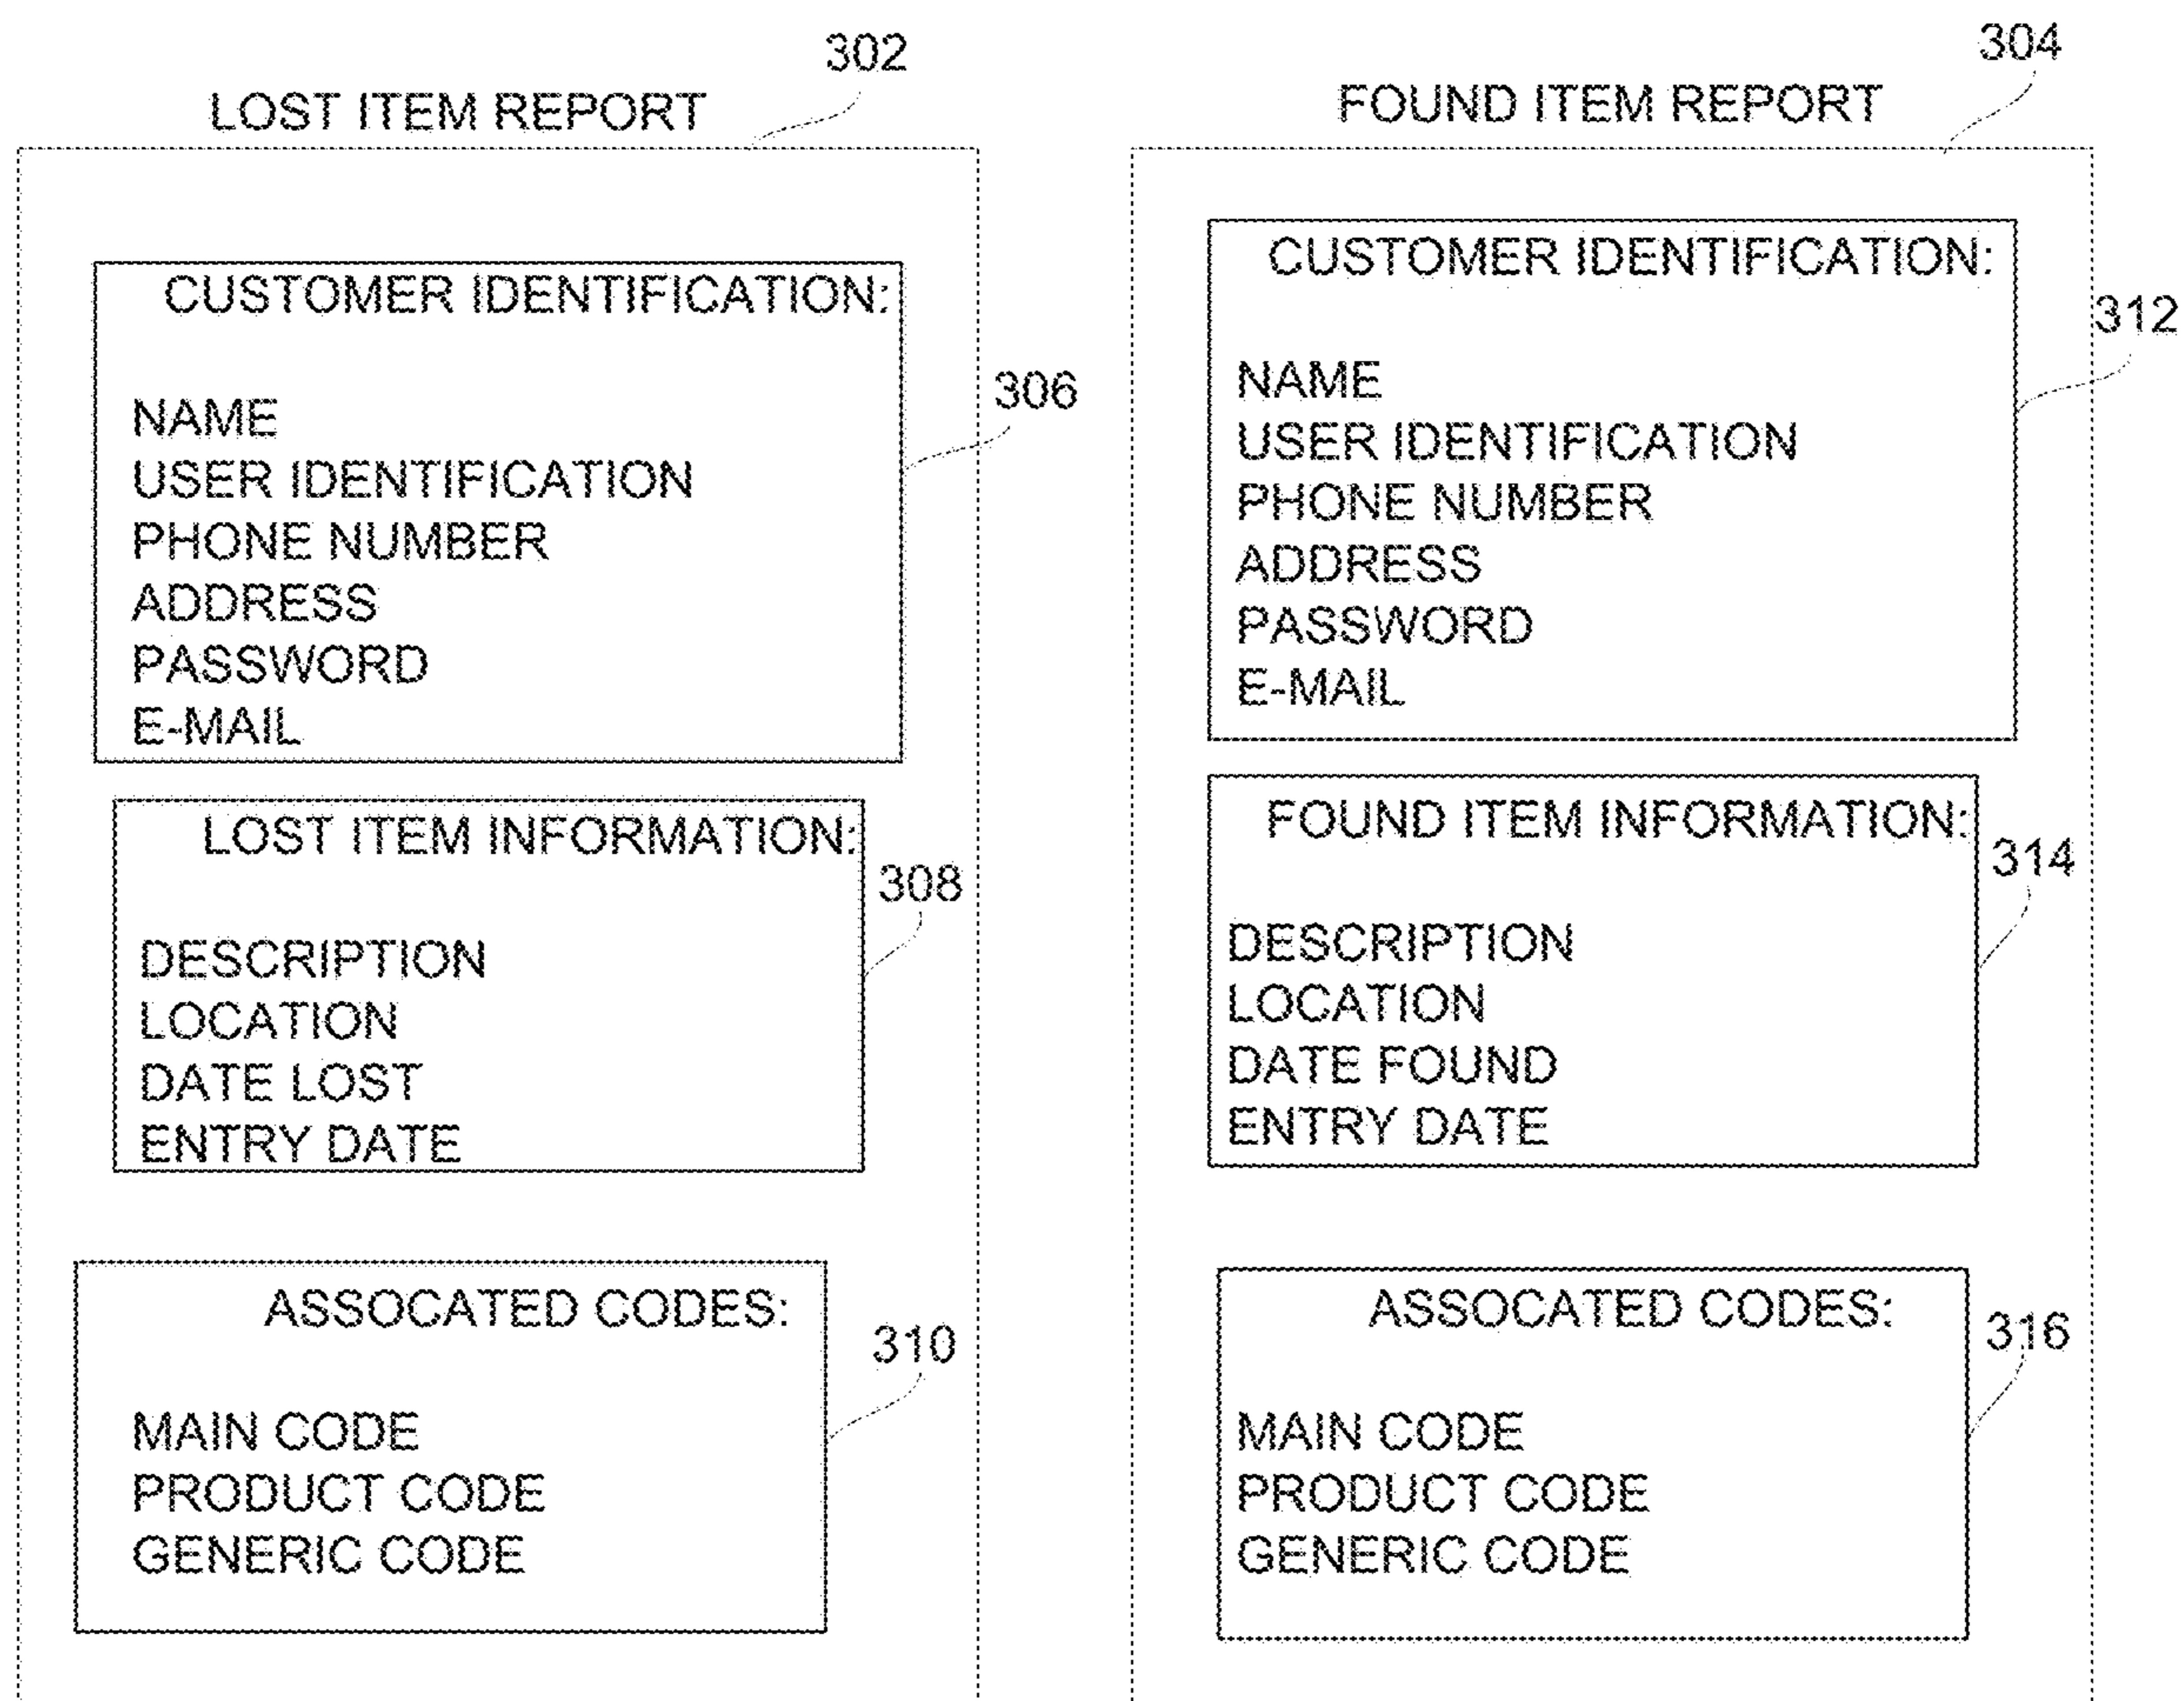 302
LOST ITEM REPORT
CUSTOMER IDENTIFICATION:
306
NAME
USER IDENTIFICATION
PHONE NUMBER
ADDRESS
PASSWORD
E-MAIL
LOST ITEM INFORMATION:
308
DESCRIPTION
LOCATION
DATE LOST
ENTRY DATE
ASSOCATED CODES:
310
MAIN CODE
PRODUCT CODE
GENERIC CODE
304
FOUND ITEM REPORT
CUSTOMER IDENTIFICATION:
312
NAME
USER IDENTIFICATION
PHONE NUMBER
ADDRESS
PASSWORD
E-MAIL
FOUND ITEM INFORMATION:
314
DESCRIPTION
LOCATION
DATE FOUND
ENTRY DATE
ASSOCATED CODES:
316
MAIN CODE
PRODUCT CODE
GENERIC CODE